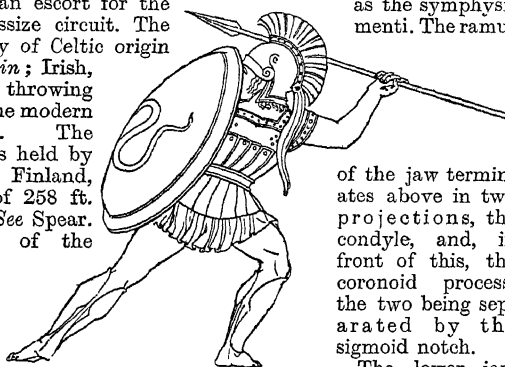 an escort for the
ssize circuit. The
y of Celtic origin
in; Irish,
throwing
he modern
The
s held by
Finland,
of 258 ft.
See Spear.
of the
as the symphysi
menti. The ramu
of the jaw termin
ates above in tw
projections, th
condyle, and, i
front of this, th
coronoid proces
the two being sep
arated by th
sigmoid notch.
The lower jaw